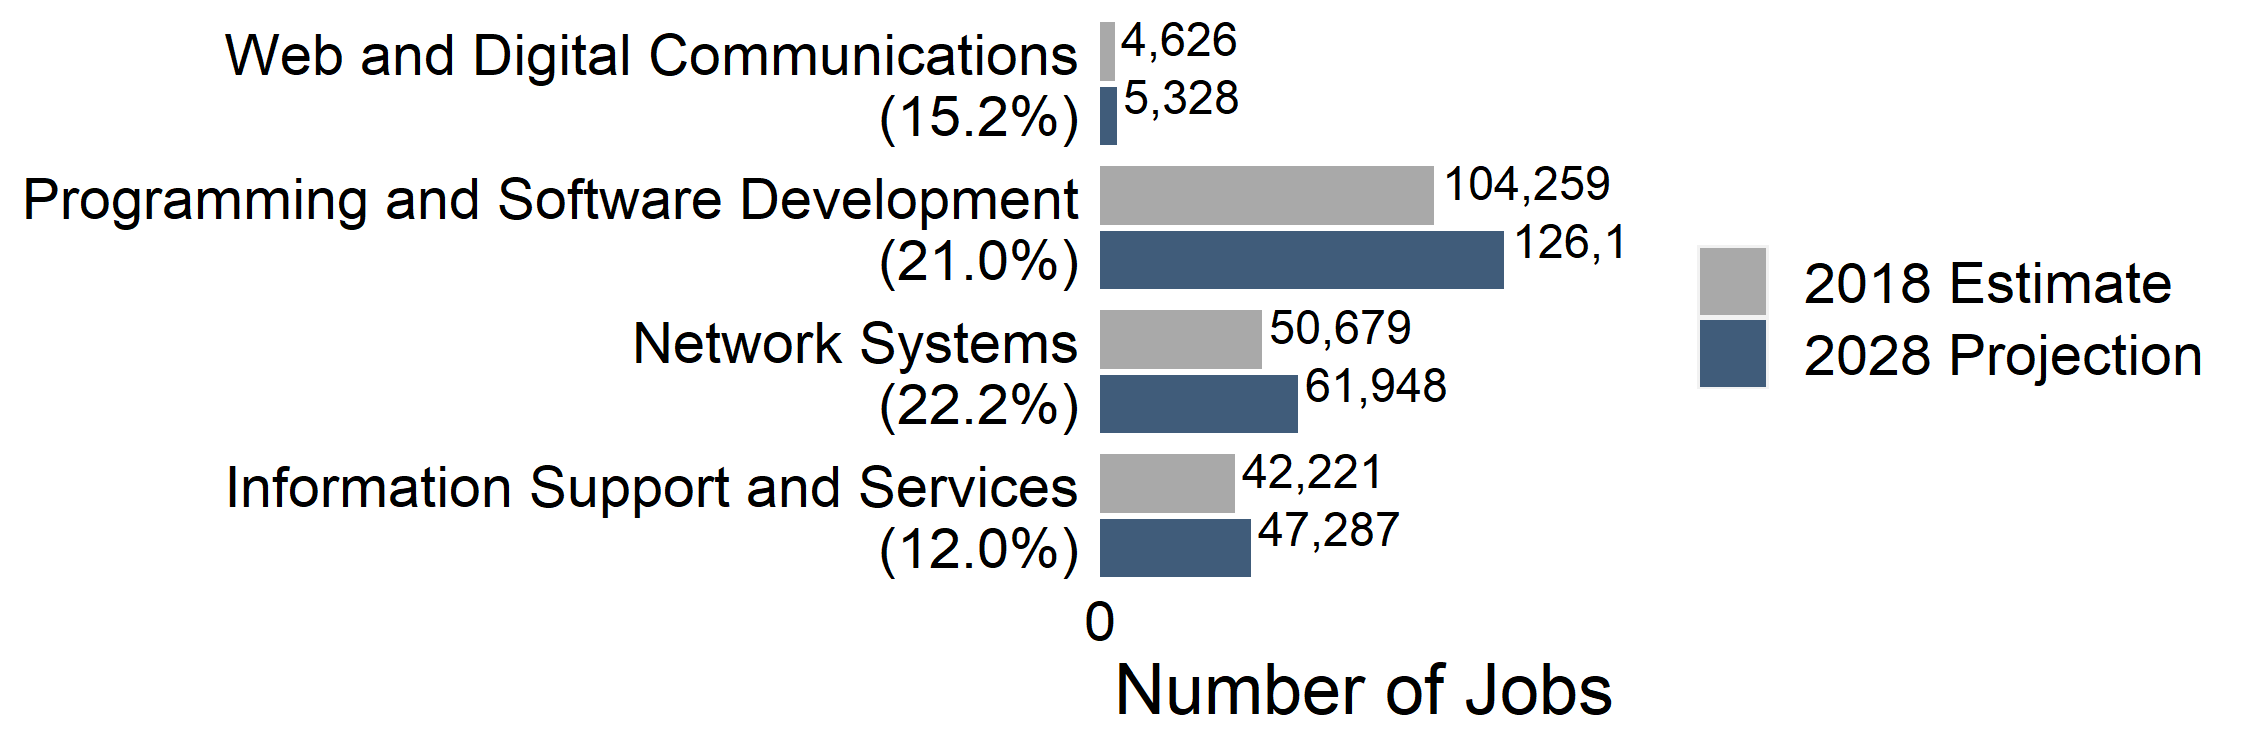 Web and Digital Communications
(15.2%)
4,626
5,328
Programming and Software Development
(21.0%)
104,259
126,1
Network Systems
(22.2%)
50,679
61,948
Information Support and Services
(12.0%)
42,221
47,287
0
Number of Jobs
2018 Estimate
2028 Projection